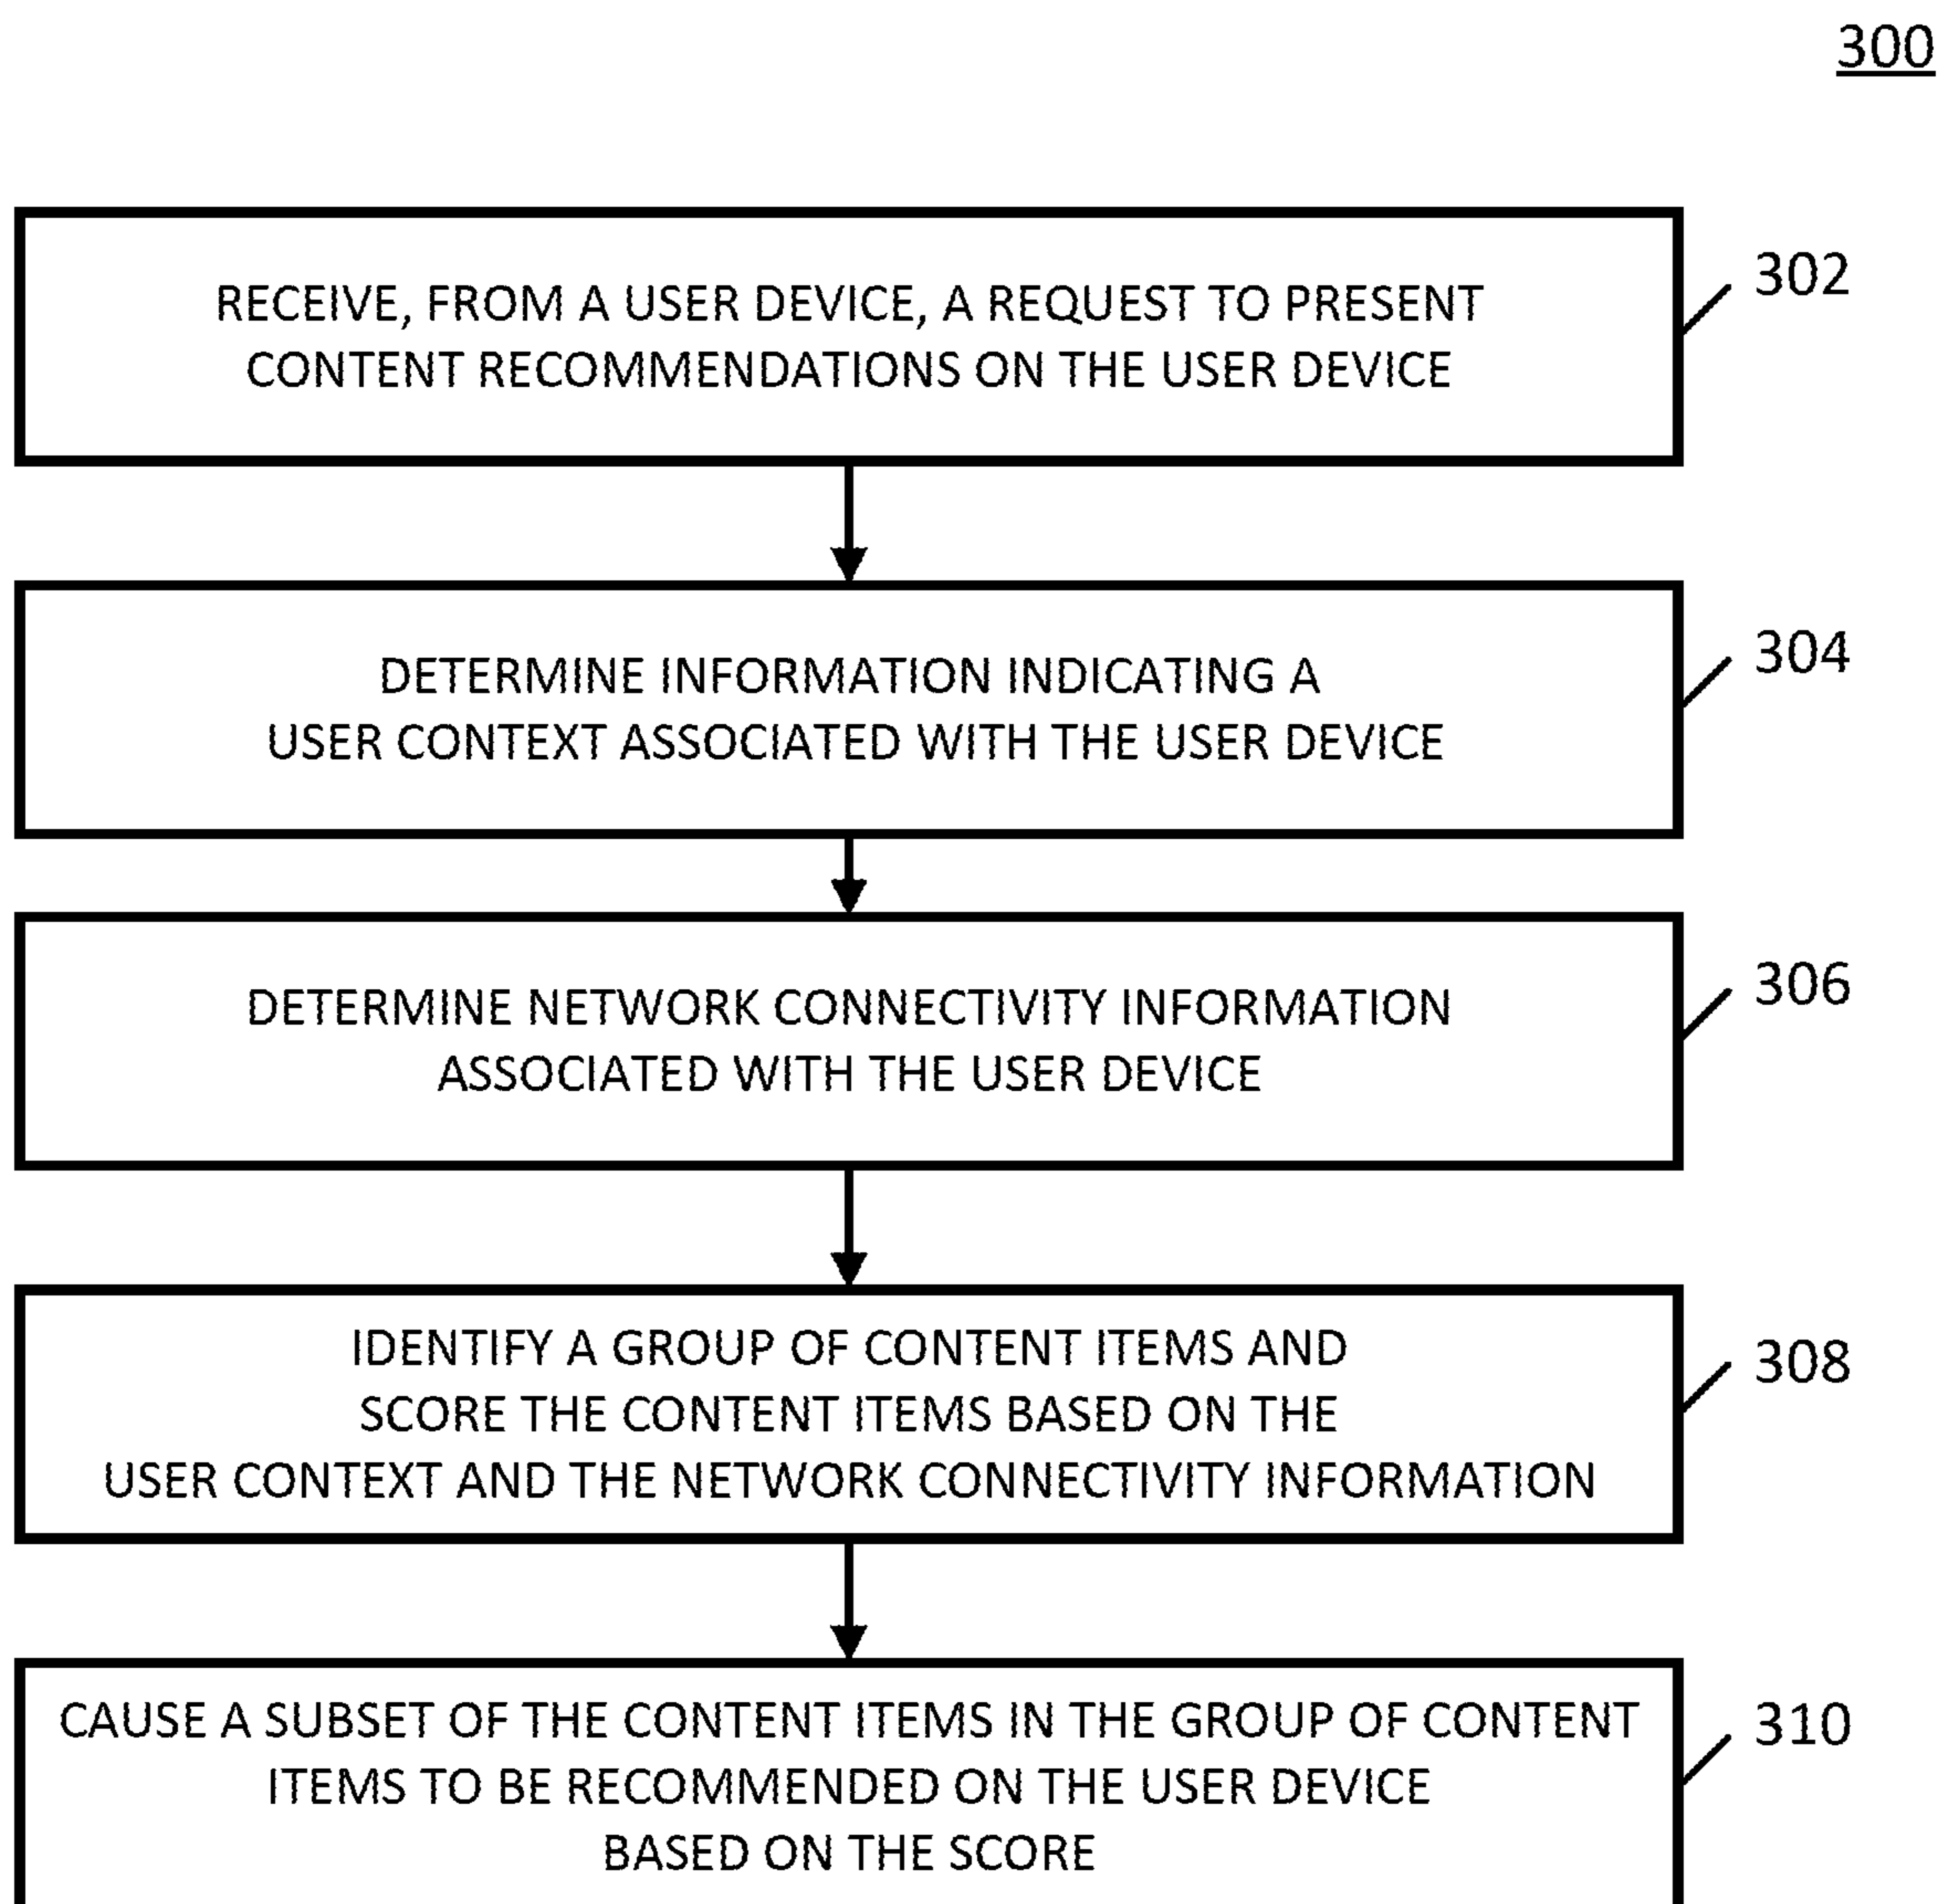 300
RECEIVE, FROM A USER DEVICE, A REQUEST TO PRESENT
CONTENT RECOMMENDATIONS ON THE USER DEVICE
302
DETERMINE INFORMATION INDICATING A
USER CONTEXT ASSOCIATED WITH THE USER DEVICE
304
DETERMINE NETWORK CONNECTIVITY INFORMATION
ASSOCIATED WITH THE USER DEVICE
306
IDENTIFY A GROUP OF CONTENT ITEMS AND
SCORE THE CONTENT ITEMS BASED ON THE
USER CONTEXT AND THE NETWORK CONNECTIVITY INFORMATION
308
CAUSE A SUBSET OF THE CONTENT ITEMS IN THE GROUP OF CONTENT
ITEMS TO BE RECOMMENDED ON THE USER DEVICE
BASED ON THE SCORE
310